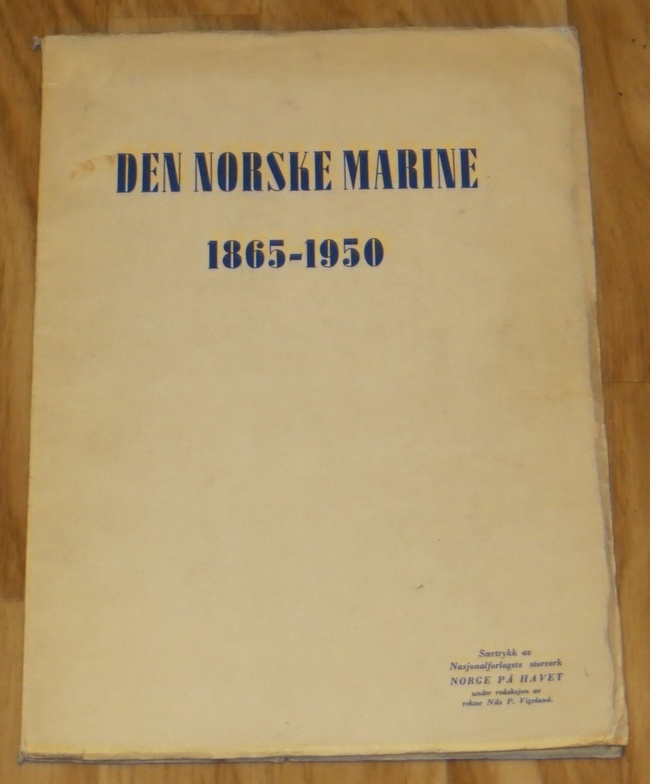 DEN NORSKE MARINE
1865-1950
Særtrykk av
Nasjonalforlagets storverk
NORGE PÅ HAVET
under redaksjon av
rektor Nils P. Vigeland.